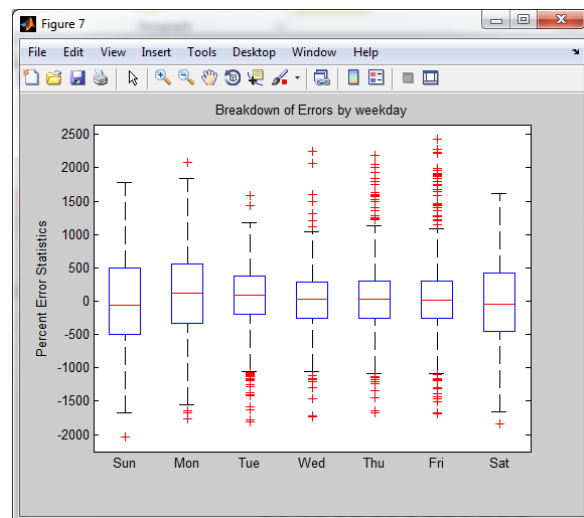 Figure 7
File Edit View Insert Tools Desktop Window Help
Breakdown of Errors by weekday
Percent Error Statistics
2500
2000
1500
1000
500
0
-500
-1000
-1500
-2000
Sun Mon Tue Wed Thu Fri Sat